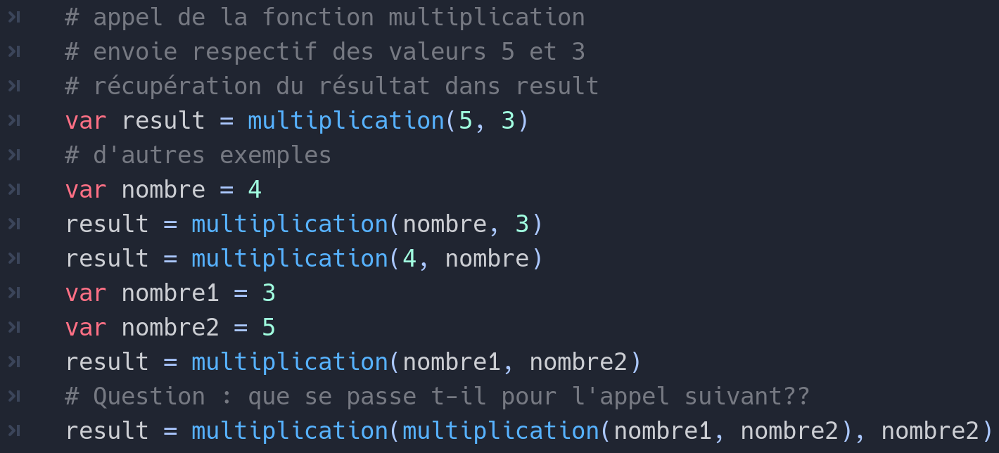 # appel de la fonction multiplication
# envoie respectif des valeurs 5 et 3
# récupération du résultat dans result
var result = multiplication(5, 3)
# d'autres exemples
var nombre = 4
result = multiplication(nombre, 3)
result = multiplication(4, nombre)
var nombre1 = 3
var nombre2 = 5
result = multiplication(nombre1, nombre2)
# Question : que se passe t-il pour l'appel suivant??
result = multiplication(multiplication(nombre1, nombre2), nombre2)